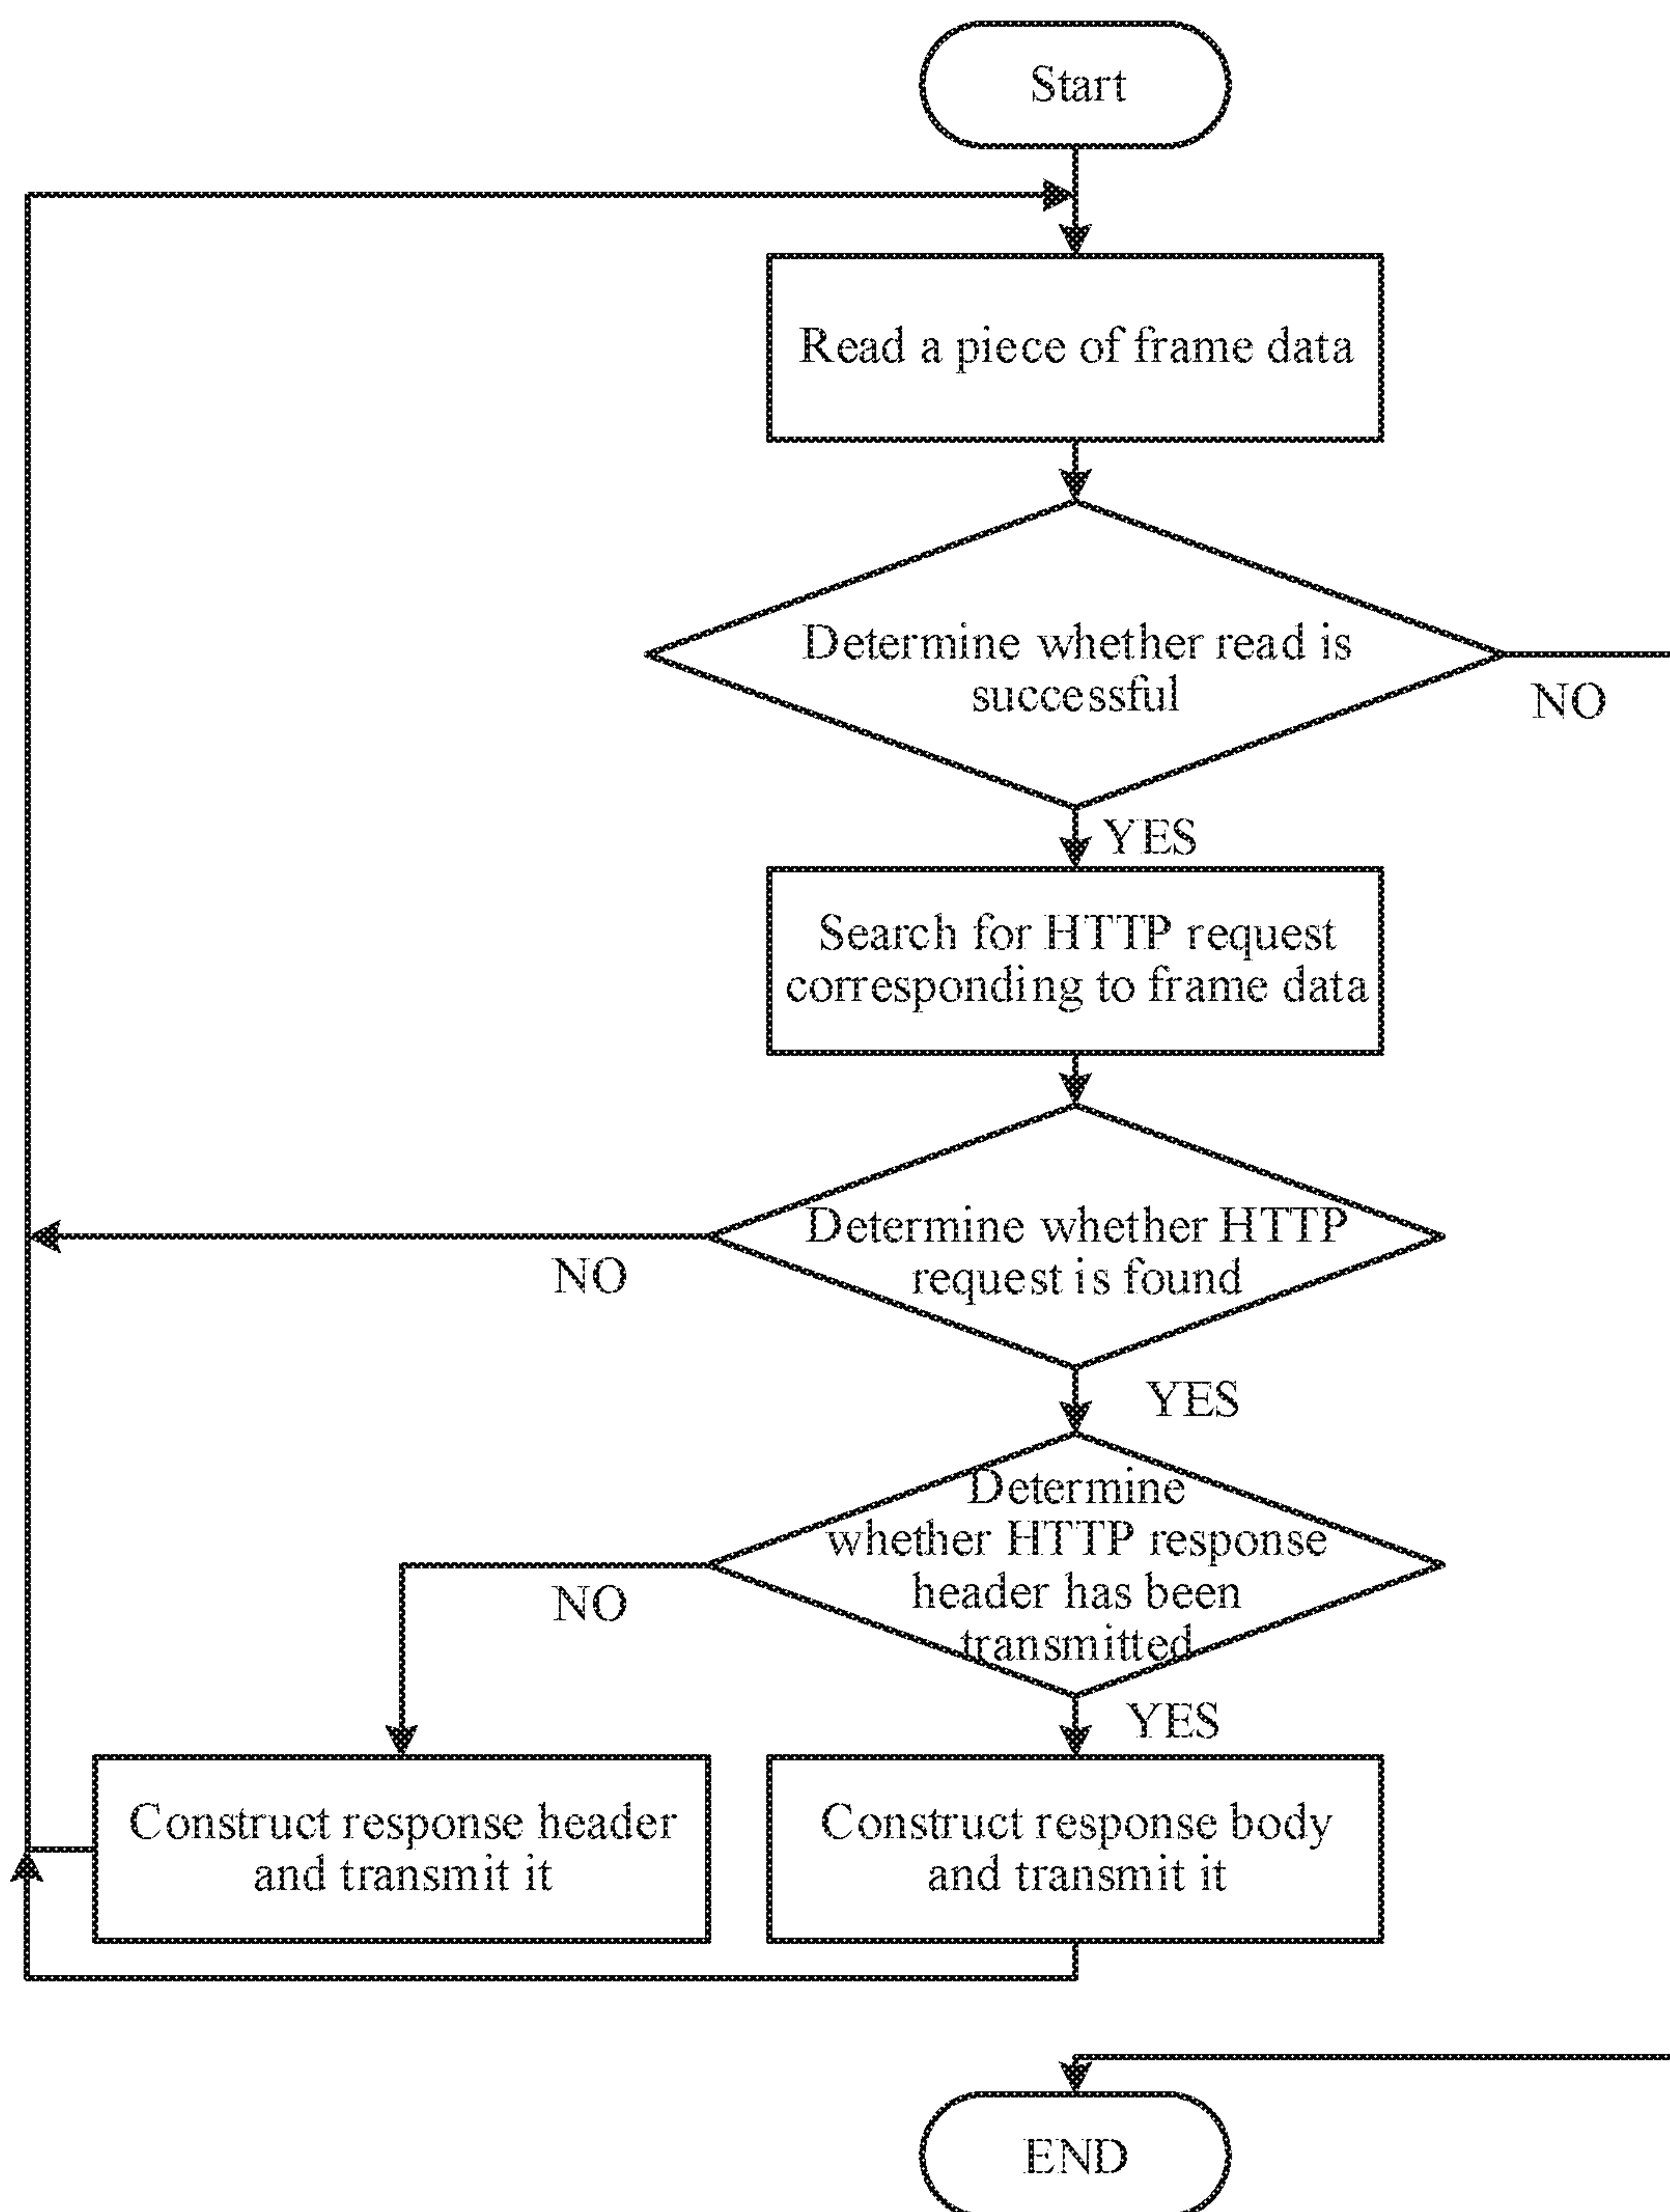 Start
Read a piece of frame data
Determine whether read is
successful
NO
YES
Search for HTTP request
corresponding to frame data
Determine whether HTTP
request is found
NO
YES
Determine
whether HTTP response
header has been
transmitted
NO
YES
Construct response header
and transmit it
Construct response body
and transmit it
END